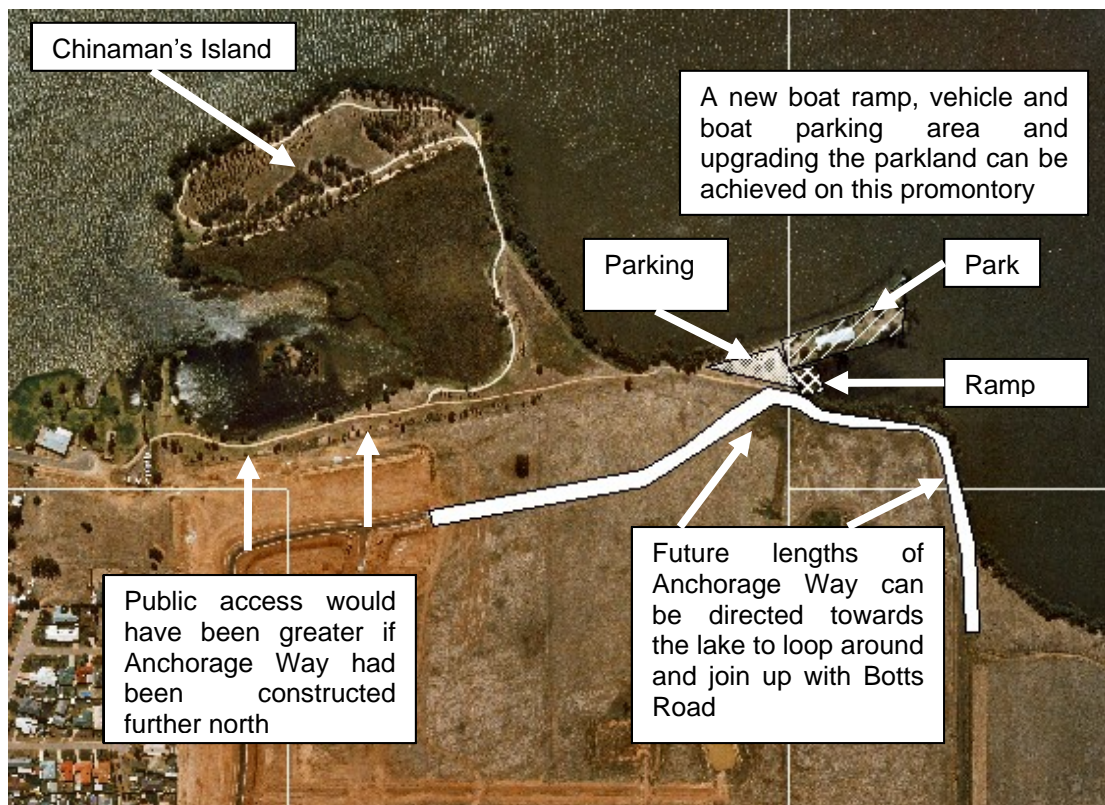 Chinaman's Island
A new boat ramp, vehicle and
boat parking area and
upgrading the parkland can be
achieved on this promontory
Parking
Park
Ramp
Public access would
have been greater if
Anchorage Way had
been constructed
further north
Future lengths of
Anchorage Way can
be directed towards
the lake to loop around
and join up with Botts
Road